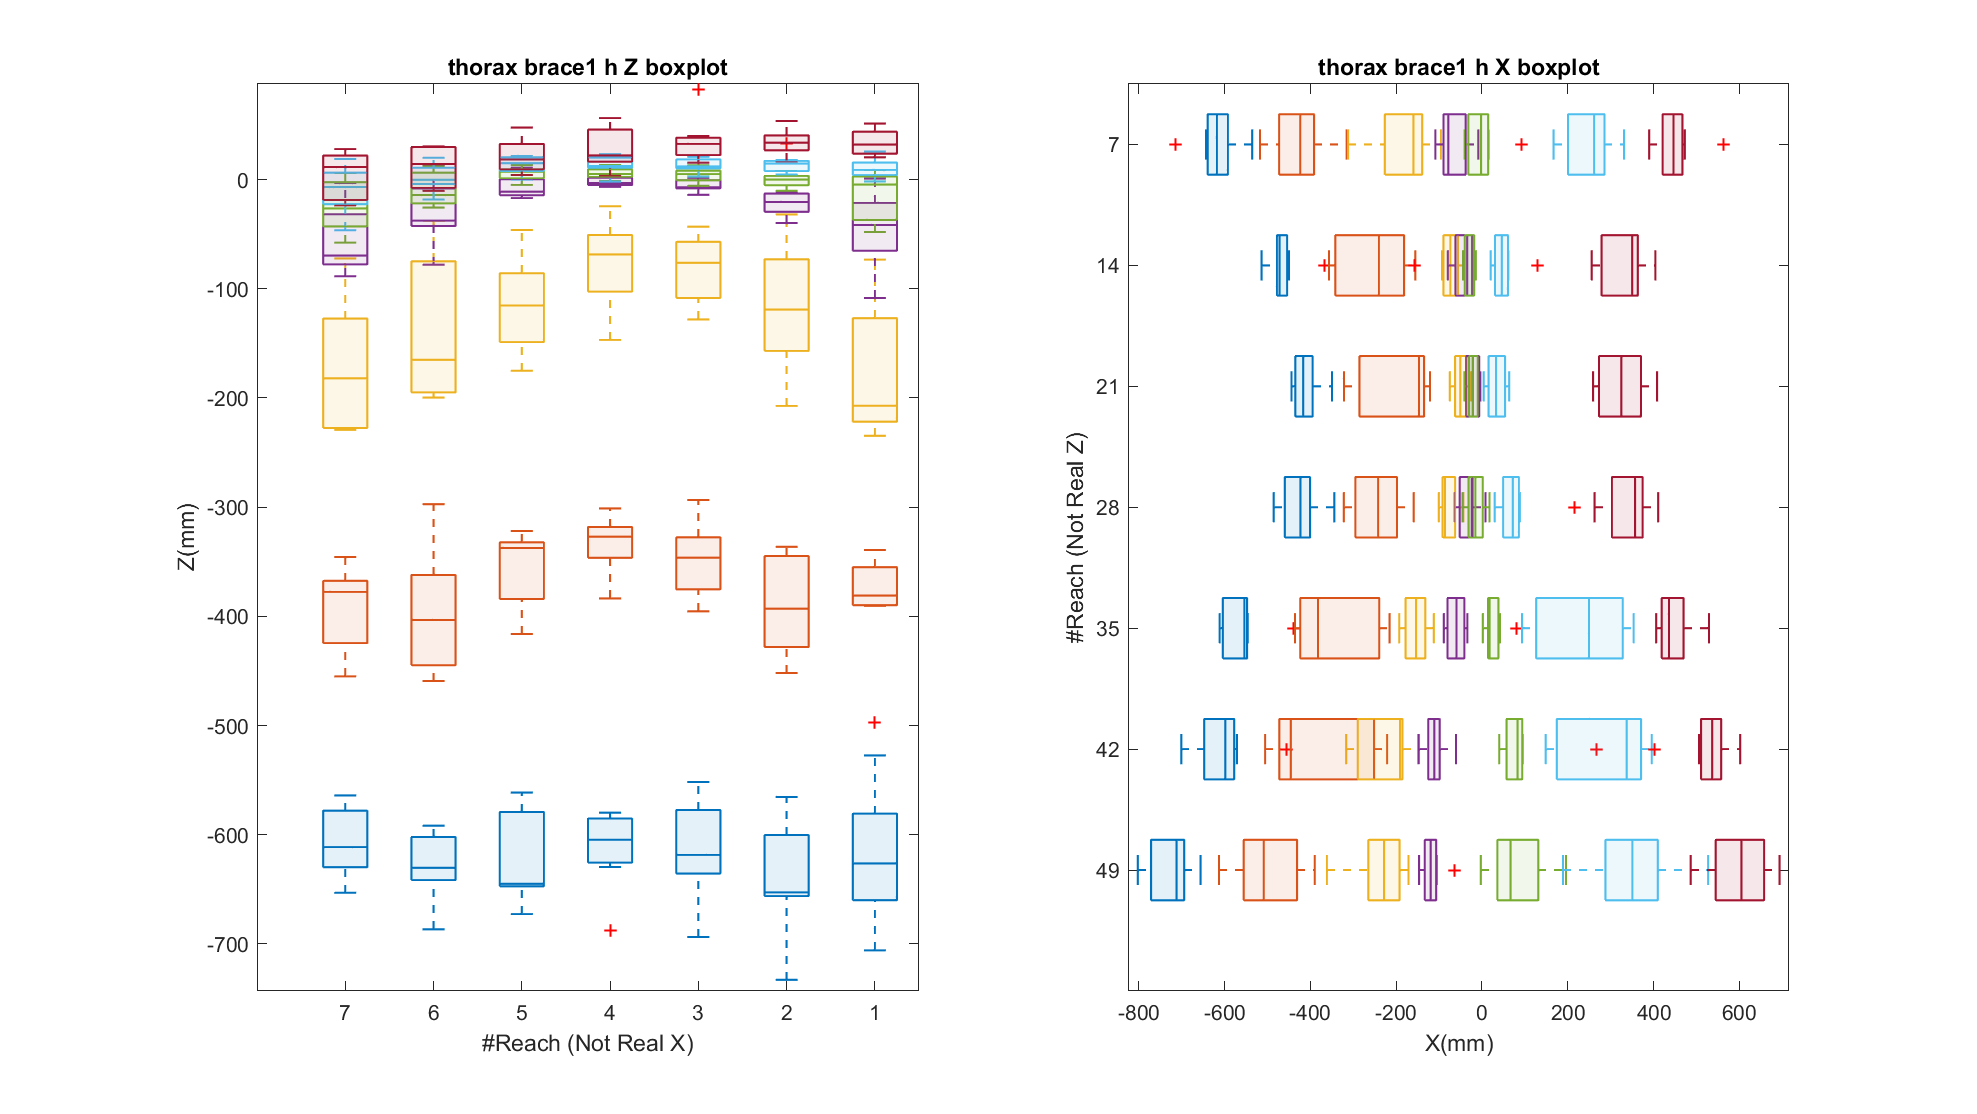 thorax brace1 h Z boxplot
0
-100
-200
-300
-400
-500
-600
-700
Z(mm)
7 6 5 4 3 2 1
#Reach (Not Real X)
thorax brace1 h X boxplot
7
14
21
28
35
42
49
#Reach (Not Real Z)
-800 -600 -400 -200 0 200 400 600
X(mm)